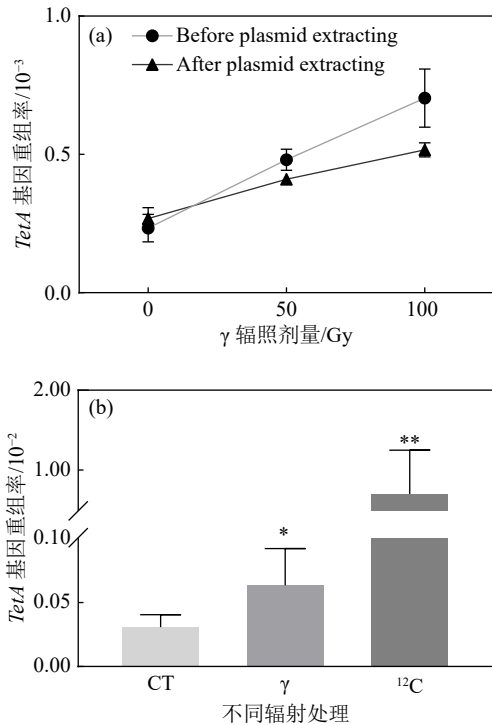 (a)
Before plasmid extracting
After plasmid extracting
TetA 基因重组率/10⁻³
1.0
0.5
0.0
0
50
100
γ 辐照剂量/Gy
(b)
TetA 基因重组率/10⁻²
2.00
1.00
0.10
0.05
0.00
*
**
CT
γ
¹²C
不同辐射处理